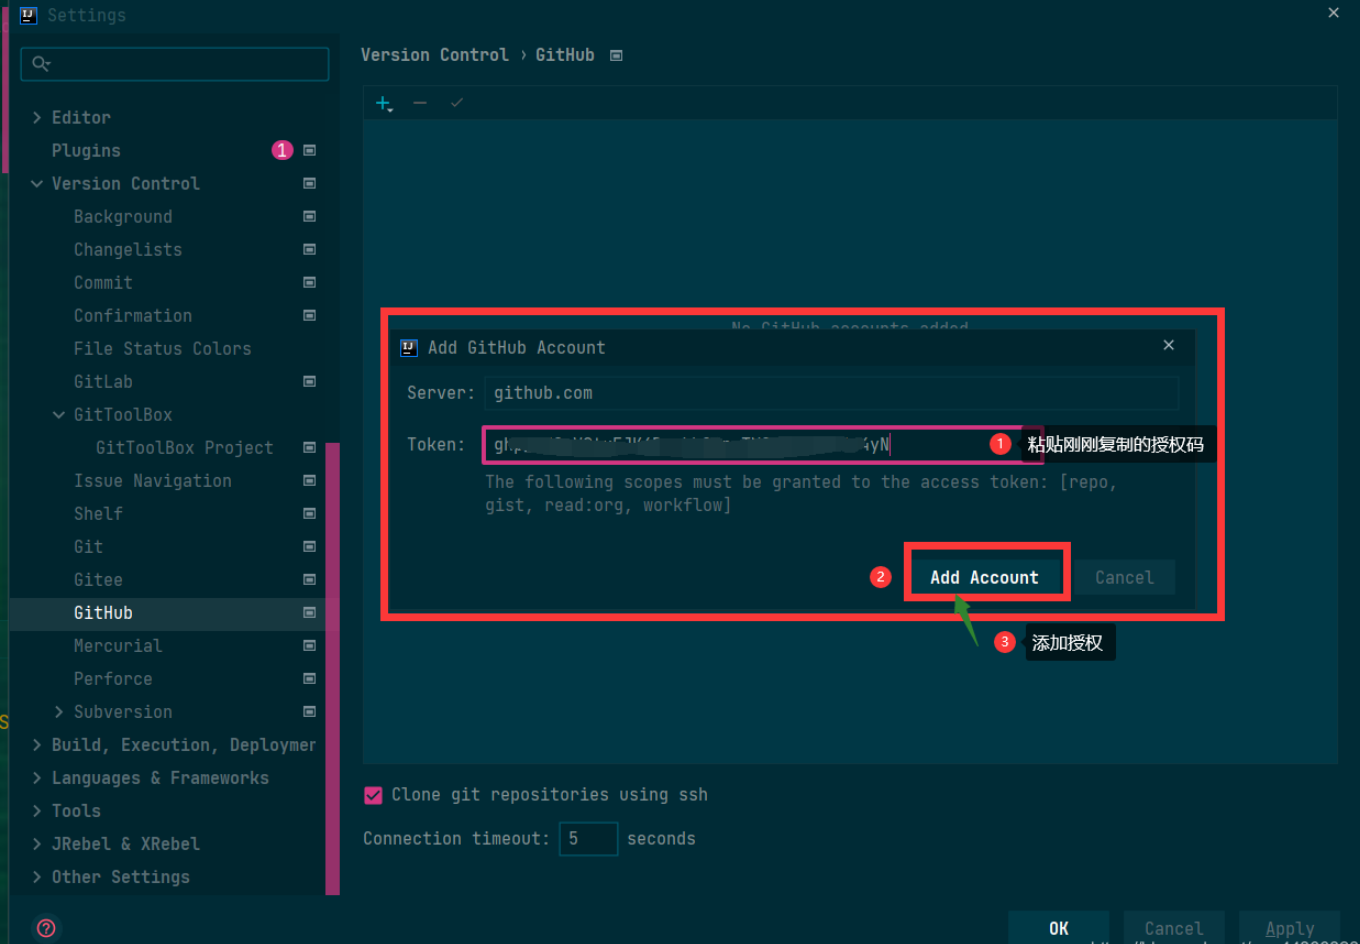 Settings
Version Control › GitHub
Editor
Plugins 1
Version Control
Background
Changelists
Commit
Confirmation
File Status Colors
GitLab
GitToolBox
GitToolBox Project
Issue Navigation
Shelf
Git
Gitee
GitHub
Mercurial
Perforce
Subversion
Build, Execution, Deploymer
Languages & Frameworks
Tools
JRebel & XRebel
Other Settings
No GitHub accounts added
Add GitHub Account
Server: github.com
Token:
1 粘贴刚刚复制的授权码
The following scopes must be granted to the access token: [repo,
gist, read:org, workflow]
2 Add Account Cancel
3 添加授权
Clone git repositories using ssh
Connection timeout: 5 seconds
? OK Cancel Apply